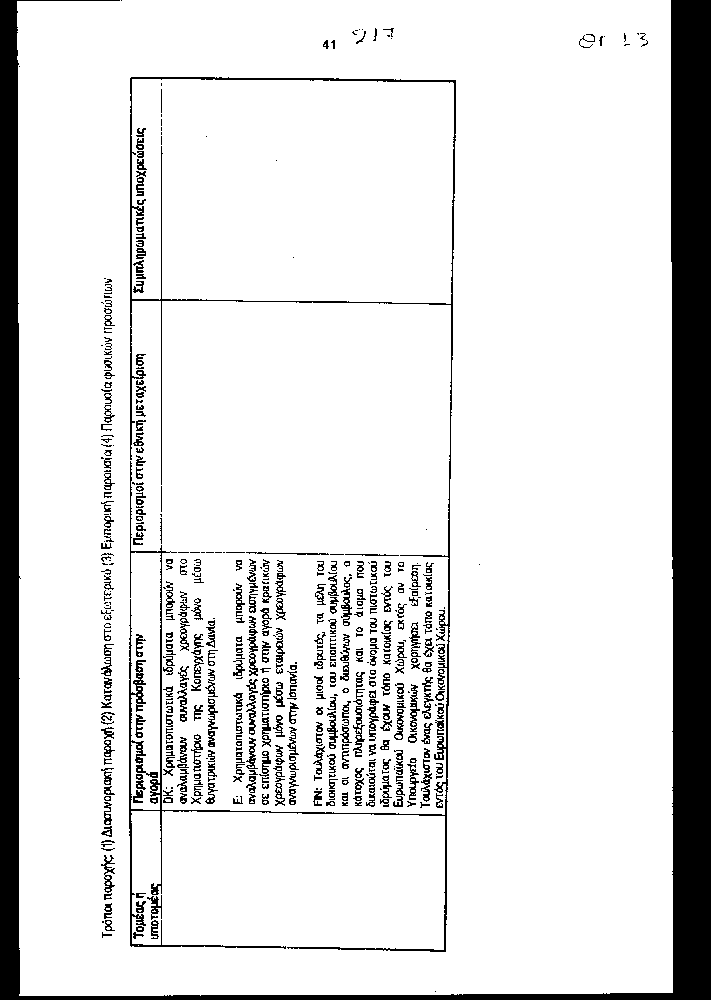 41
217
Θr L3
Τρόποι παροχής: (1) Διασυνοριακή παροχή (2) Κατανάλωση στο εξωτερικό (3) Εμπορική παρουσία (4) Παρουσία φυσικών προσώπων
Τομέας ή
υποτομέας
Περιορισμοί στην πρόσβαση στην
αγορά
Περιορισμοί στην εθνική μεταχείριση
Συμπληρωματικές υποχρεώσεις
DK: Χρηματοπιστωτικά ιδρύματα μπορούν να
αναλαμβάνουν συναλλαγές χρεογράφων στο
Χρηματιστήριο της Κοπεγχάγης μόνο μέσω
θυγατρικών αναγνωρισμένων στη Δανία.
E: Χρηματοπιστωτικά ιδρύματα μπορούν να
αναλαμβάνουν συναλλαγές χρεογράφων εισηγμένων
σε επίσημο χρηματιστήριο ή στην αγορά κρατικών
χρεογράφων μόνο μέσω εταιρειών χρεογράφων
αναγνωρισμένων στην Ισπανία.
FIN: Τουλάχιστον οι μισοί ιδρυτές, τα μέλη του
διοικητικού συμβουλίου, του εποπτικού συμβουλίου
και οι αντιπρόσωποι, ο διευθύνων σύμβουλος, ο
κάτοχος πληρεξουσιότητας και το άτομο που
δικαιούται να υπογράφει στο όνομα του πιστωτικού
ιδρύματος θα έχουν τόπο κατοικίας εντός του
Ευρωπαϊκού Οικονομικού Χώρου, εκτός αν το
Υπουργείο Οικονομικών χορηγήσει εξαίρεση.
Τουλάχιστον ένας ελεγκτής θα έχει τόπο κατοικίας
εντός του Ευρωπαϊκού Οικονομικού Χώρου.